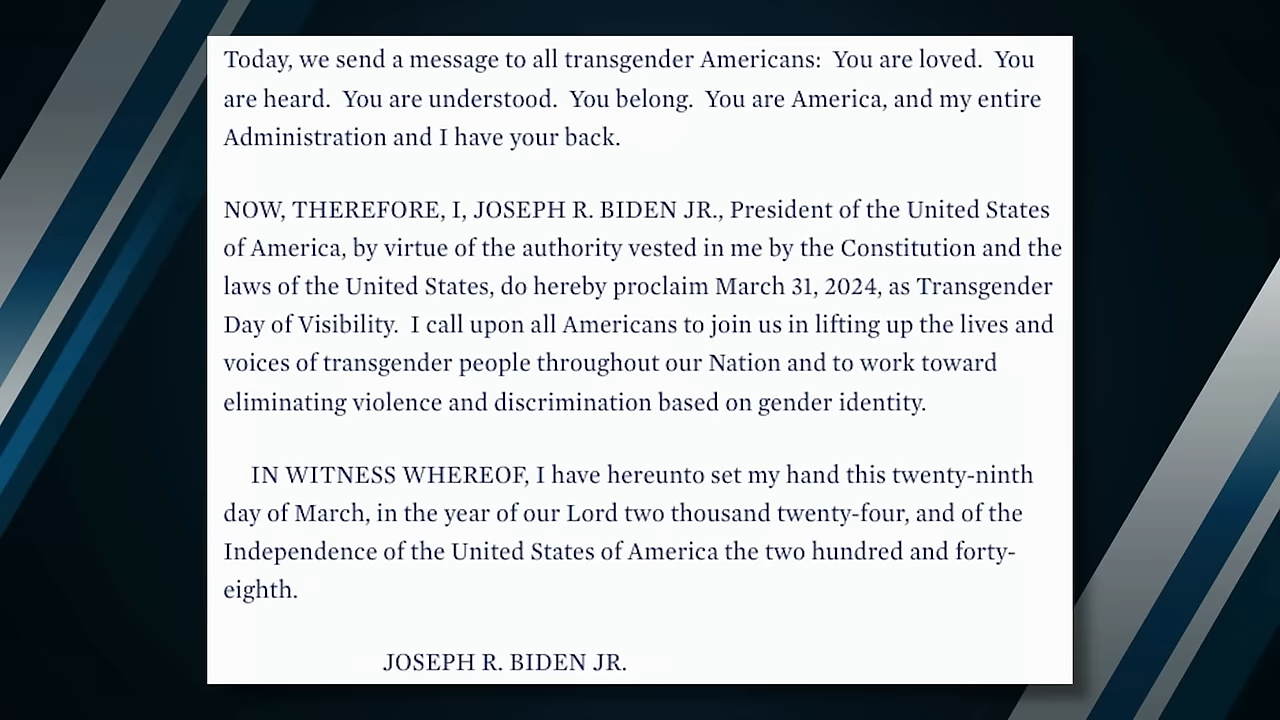 Today, we send a message to all transgender Americans:  You are loved.  You
are heard.  You are understood.  You belong.  You are America, and my entire
Administration and I have your back.
NOW, THEREFORE, I, JOSEPH R. BIDEN JR., President of the United States
of America, by virtue of the authority vested in me by the Constitution and the
laws of the United States, do hereby proclaim March 31, 2024, as Transgender
Day of Visibility.  I call upon all Americans to join us in lifting up the lives and
voices of transgender people throughout our Nation and to work toward
eliminating violence and discrimination based on gender identity.
IN WITNESS WHEREOF, I have hereunto set my hand this twenty-ninth
day of March, in the year of our Lord two thousand twenty-four, and of the
Independence of the United States of America the two hundred and forty-
eighth.
JOSEPH R. BIDEN JR.